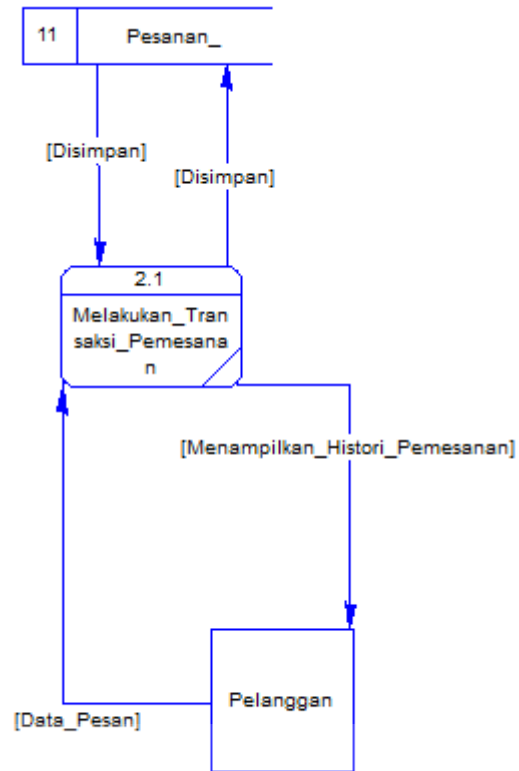 11
Pesanan_
[Disimpan]
[Disimpan]
2.1
Melakukan_Tran
saksi_Pemesana
n
[Menampilkan_Histori_Pemesanan]
Pelanggan
[Data_Pesan]